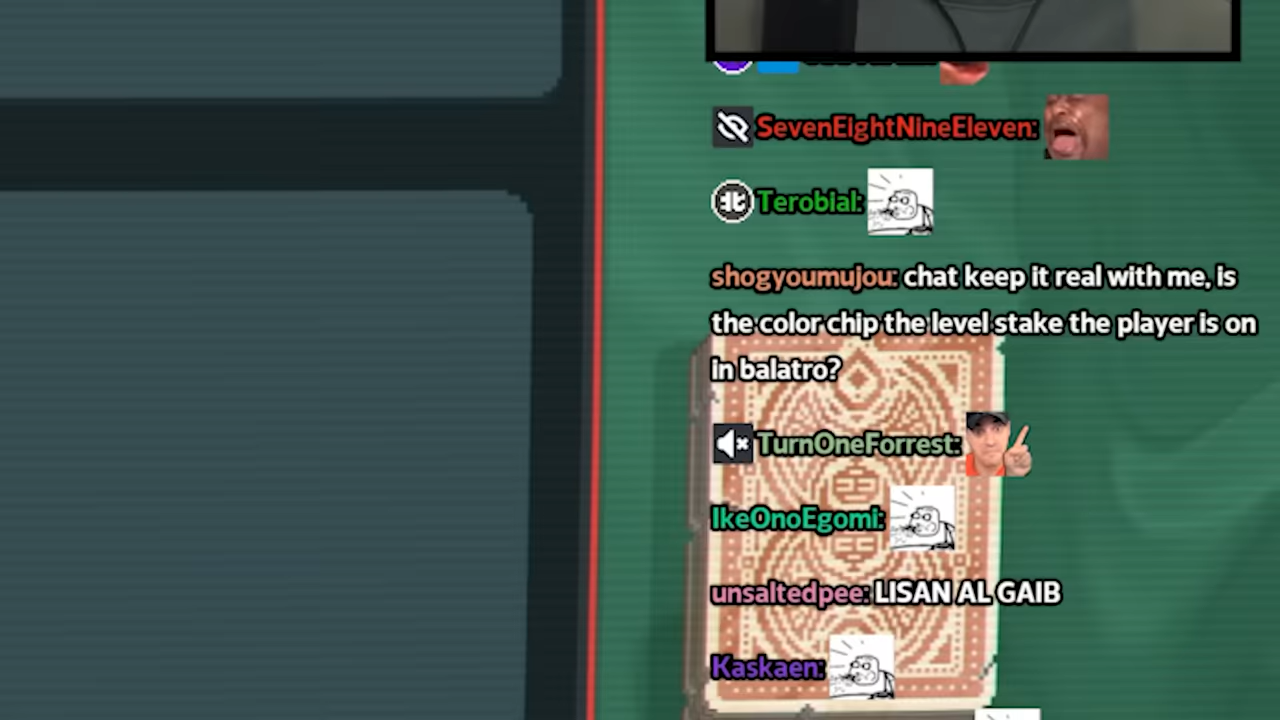 SevenEightNineEleven:
Terobial:
shogyoumujou: chat keep it real with me, is
the color chip the level stake the player is on
in balatro?
TurnOneForrest:
IkeOnoEgomi:
unsaltedpee: LISAN AL GAIB
Kaskaen: